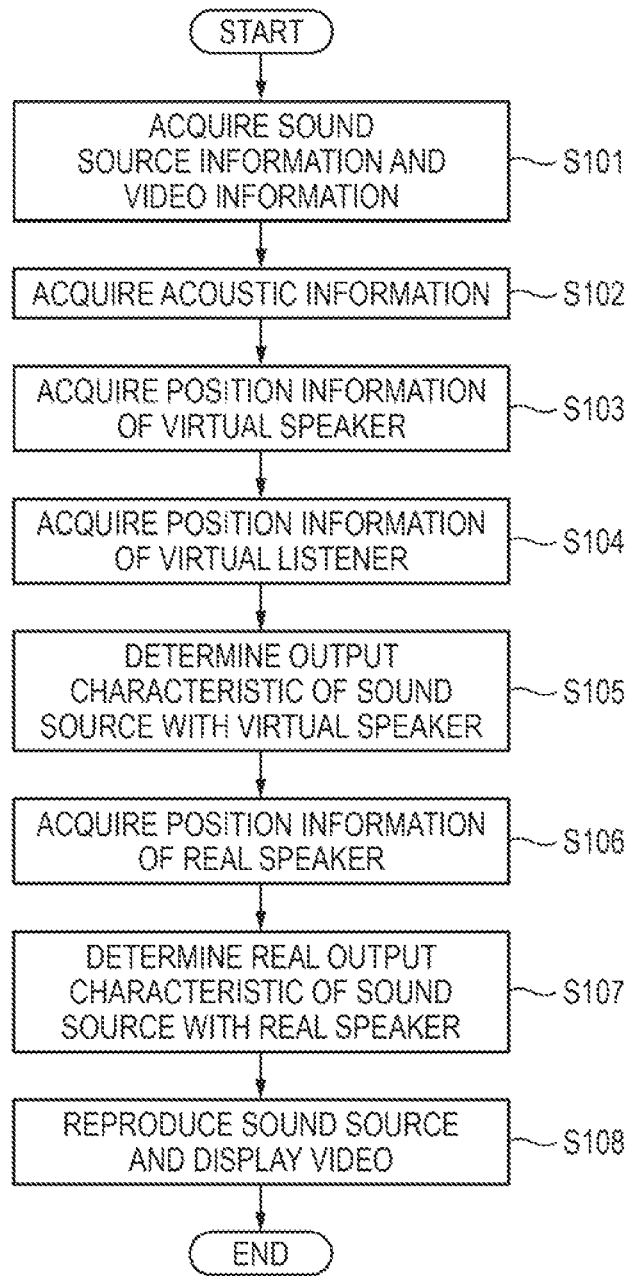 START
ACQUIRE SOUND
SOURCE INFORMATION AND
VIDEO INFORMATION
S101
ACQUIRE ACOUSTIC INFORMATION
S102
ACQUIRE POSITION INFORMATION
OF VIRTUAL SPEAKER
S103
ACQUIRE POSITION INFORMATION
OF VIRTUAL LISTENER
S104
DETERMINE OUTPUT
CHARACTERISTIC OF SOUND
SOURCE WITH VIRTUAL SPEAKER
S105
ACQUIRE POSITION INFORMATION
OF REAL SPEAKER
S106
DETERMINE REAL OUTPUT
CHARACTERISTIC OF SOUND
SOURCE WITH REAL SPEAKER
S107
REPRODUCE SOUND SOURCE
AND DISPLAY VIDEO
S108
END